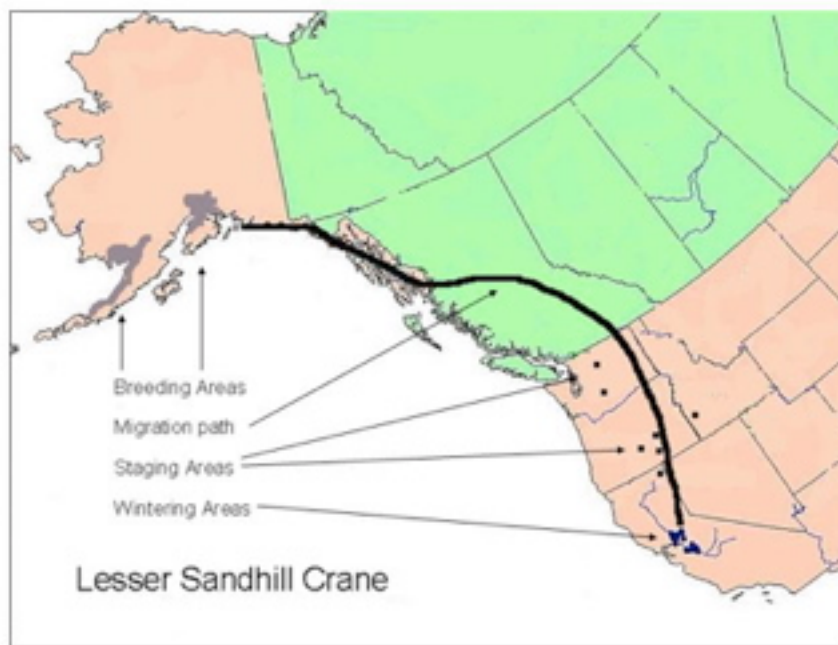 Breeding Areas
Migration path
Staging Areas
Wintering Areas
Lesser Sandhill Crane